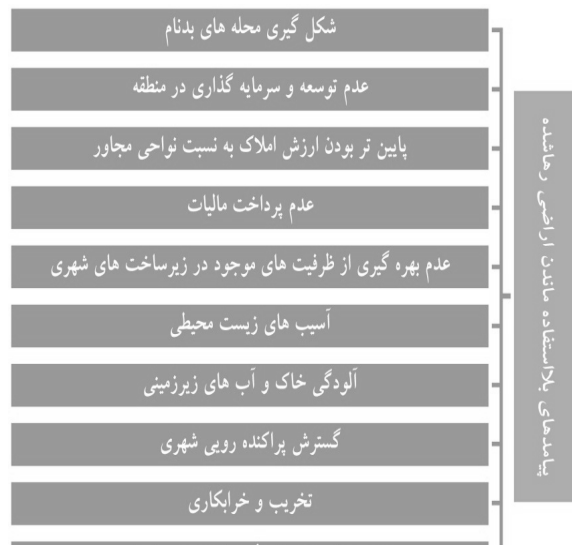 پیامدهای بلااستفاده ماندن اراضی رهاشده
شکل گیری محله های بدنام
عدم توسعه و سرمایه گذاری در منطقه
پایین تر بودن ارزش املاک به نسبت نواحی مجاور
عدم پرداخت مالیات
عدم بهره گیری از ظرفیت های موجود در زیرساخت های شهری
آسیب های زیست محیطی
آلودگی خاک و آب های زیرزمینی
گسترش پراکنده رویی شهری
تخریب و خرابکاری